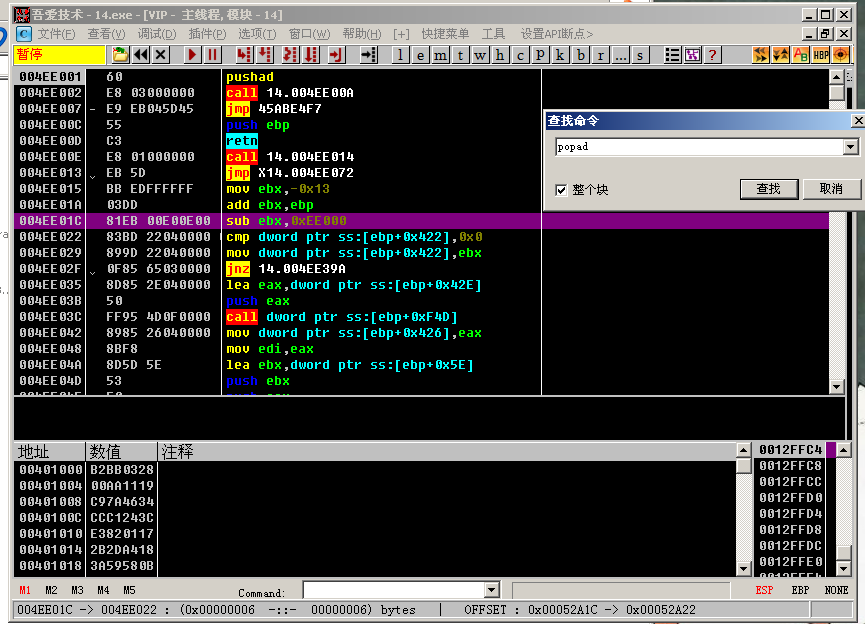 吾爱技术 - 14.exe - [VIP - 主线程, 模块 - 14]
文件(F) 查看(V) 调试(D) 插件(P) 选项(T) 窗口(W) 帮助(H) [+] 快捷菜单 工具 设置API断点>
暂停 l e m t w h c p k b r ... s ? HBP
004EE001 60 pushad
004EE002 E8 03000000 call 14.004EE00A
004EE007 - E9 EB045D45 jmp 45ABE4F7
004EE00C 55 push ebp
004EE00D C3 retn
004EE00E E8 01000000 call 14.004EE014
004EE013 EB 5D jmp X14.004EE072
004EE015 BB EDFFFFFF mov ebx,-0x13
004EE01A 03DD add ebx,ebp
004EE01C 81EB 00E00E00 sub ebx,0xEE000
004EE022 83BD 22040000 cmp dword ptr ss:[ebp+0x422],0x0
004EE029 899D 22040000 mov dword ptr ss:[ebp+0x422],ebx
004EE02F 0F85 65030000 jnz 14.004EE39A
004EE035 8D85 2E040000 lea eax,dword ptr ss:[ebp+0x42E]
004EE03B 50 push eax
004EE03C FF95 4D0F0000 call dword ptr ss:[ebp+0xF4D]
004EE042 8985 26040000 mov dword ptr ss:[ebp+0x426],eax
004EE048 8BF8 mov edi,eax
004EE04A 8D5D 5E lea ebx,dword ptr ss:[ebp+0x5E]
004EE04D 53 push ebx
查找命令
popad
整个块 查找 取消
地址 数值 注释
00401000 B2BB0328
00401004 00AA1119
00401008 C97A4634
0040100C CCC1243C
00401010 E3820117
00401014 2B2DA418
00401018 3A59580B
0012FFC4
0012FFC8
0012FFCC
0012FFD0
0012FFD4
0012FFD8
0012FFDC
0012FFE0
M1 M2 M3 M4 M5 Command: ESP EBP NONE
004EE01C -> 004EE022 : (0x00000006 -::- 00000006) bytes | OFFSET : 0x00052A1C -> 0x00052A22